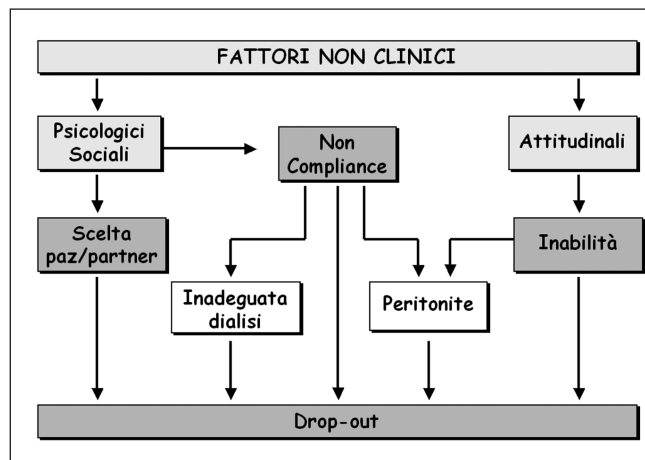 FATTORI NON CLINICI
Psicologici
Sociali
Non
Compliance
Attitudinali
Scelta
paz/partner
Inabilità
Inadeguata
dialisi
Peritonite
Drop-out